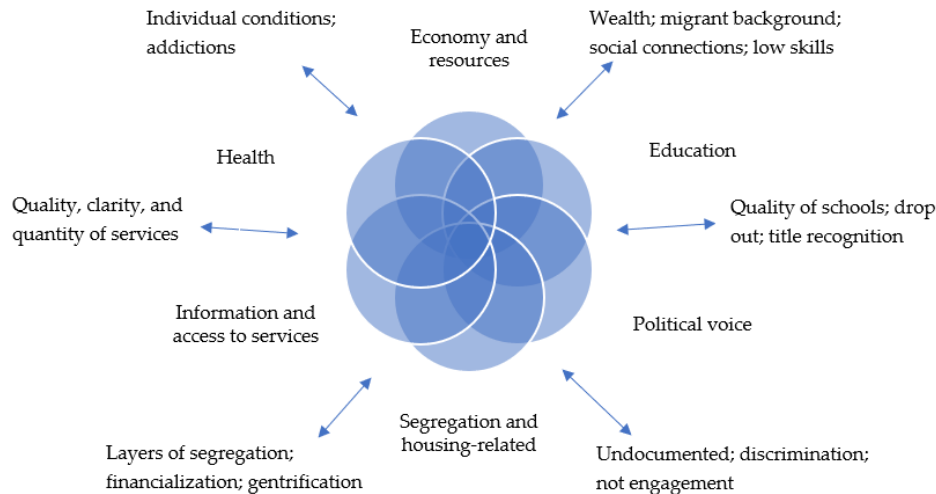 Individual conditions;
addictions
Economy and
resources
Wealth; migrant background;
social connections; low skills
Health
Education
Quality, clarity, and
quantity of services
Quality of schools; drop
out; title recognition
Information and
access to services
Political voice
Segregation and
housing-related
Layers of segregation;
financialization; gentrification
Undocumented; discrimination;
not engagement